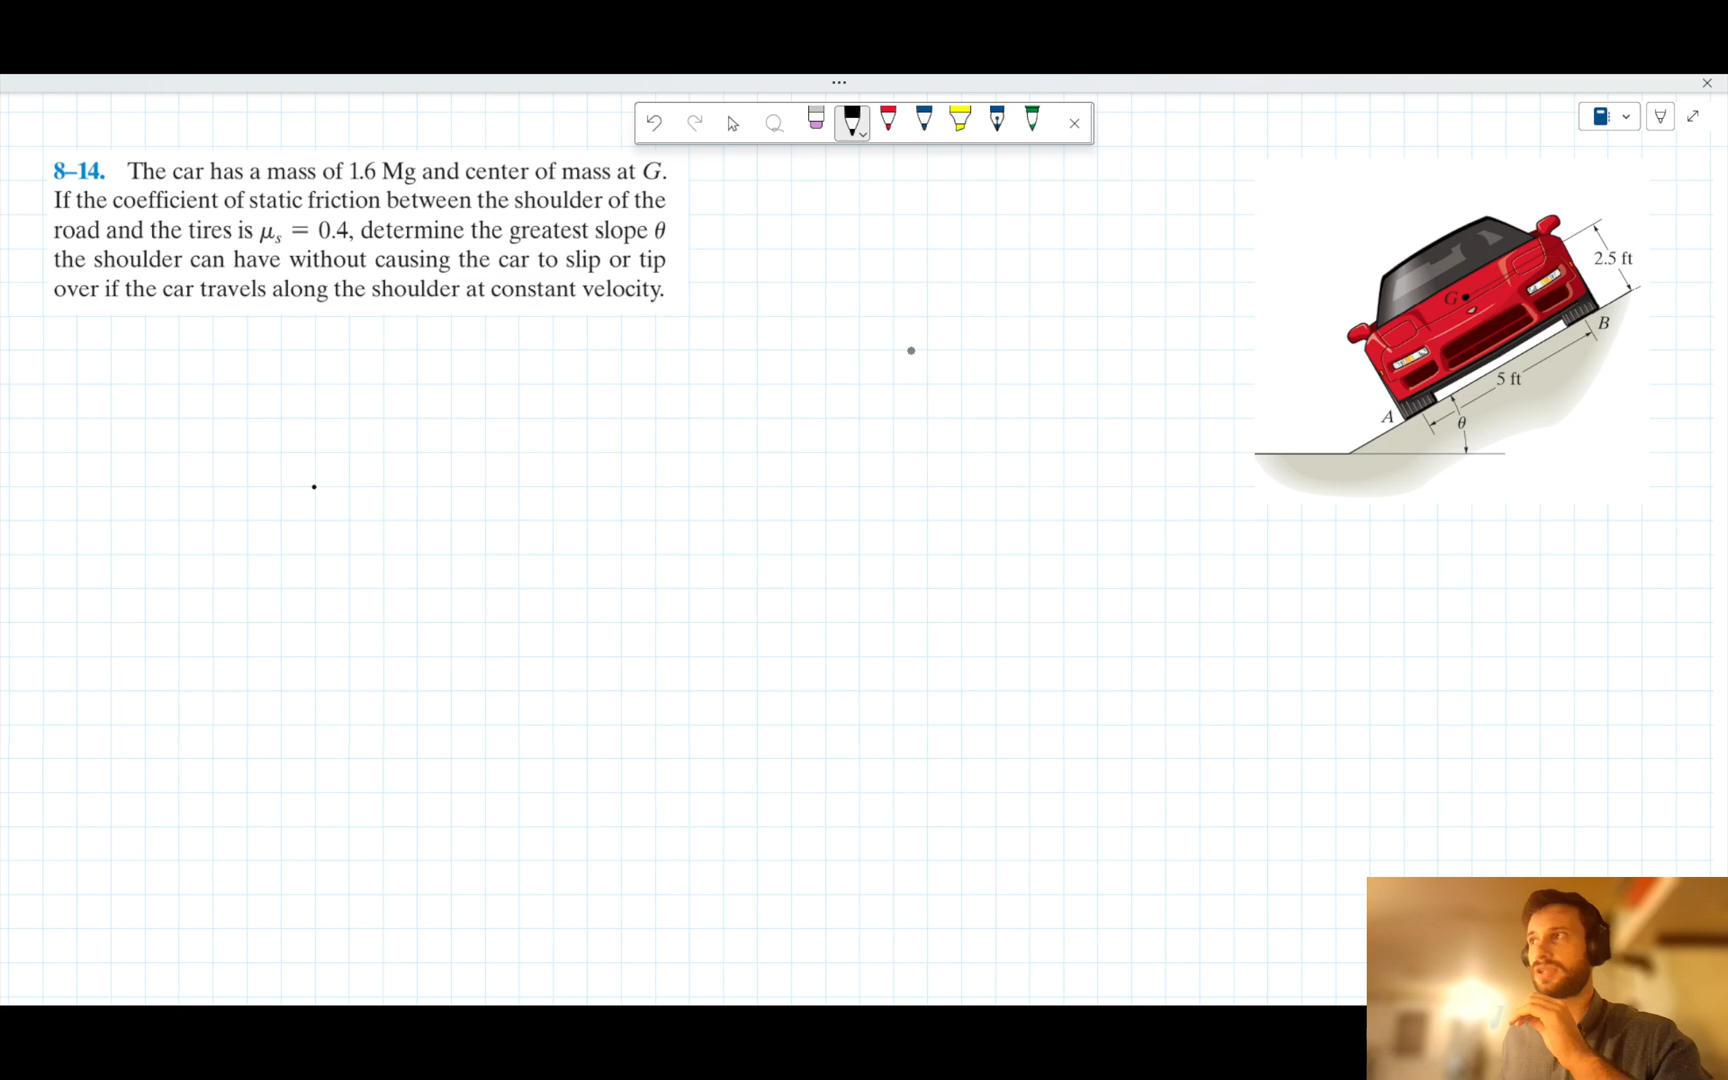 8–14. The car has a mass of 1.6 Mg and center of mass at G.
If the coefficient of static friction between the shoulder of the
road and the tires is μs = 0.4, determine the greatest slope θ
the shoulder can have without causing the car to slip or tip
over if the car travels along the shoulder at constant velocity.
2.5 ft
G
B
5 ft
A
θ